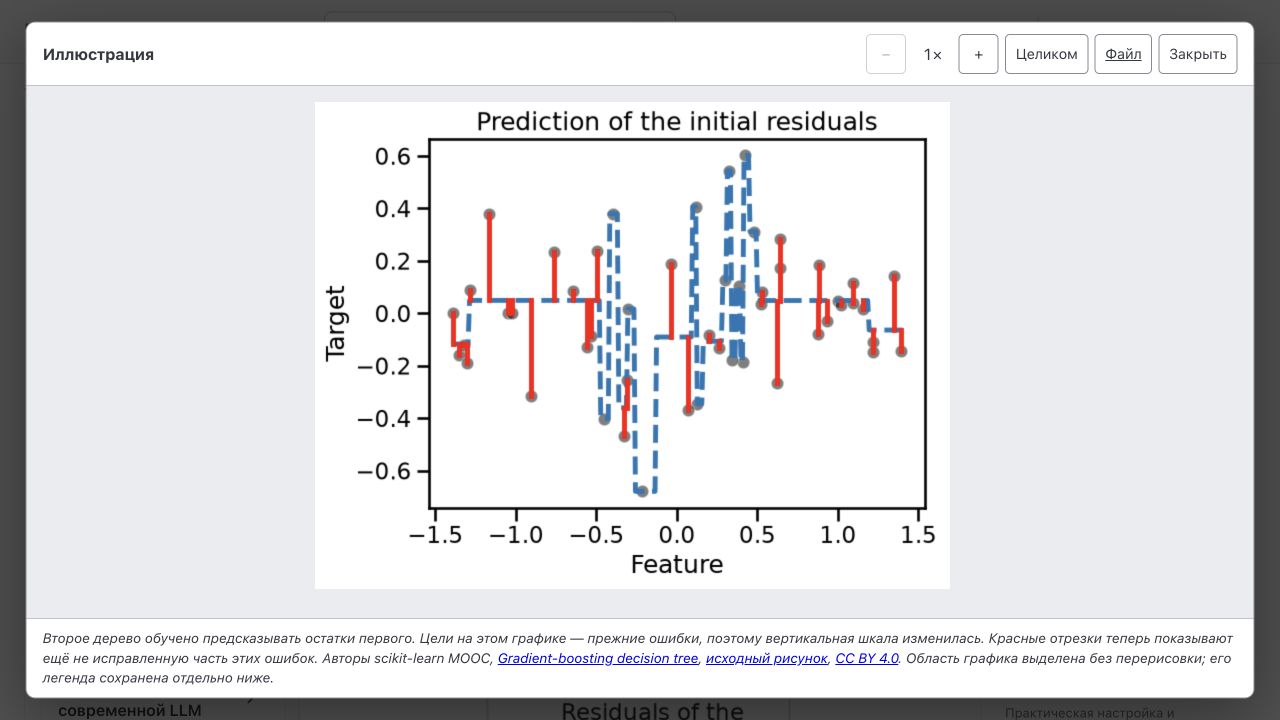 Иллюстрация
−
1×
+
Целиком
Файл
Закрыть
Prediction of the initial residuals
0.6
0.4
0.2
0.0
−0.2
−0.4
−0.6
Target
−1.5 −1.0 −0.5 0.0 0.5 1.0 1.5
Feature
Второе дерево обучено предсказывать остатки первого. Цели на этом графике — прежние ошибки, поэтому вертикальная шкала изменилась. Красные отрезки теперь показывают
ещё не исправленную часть этих ошибок. Авторы scikit-learn MOOC, Gradient-boosting decision tree, исходный рисунок, CC BY 4.0. Область графика выделена без перерисовки; его
легенда сохранена отдельно ниже.
современной LLM
Residuals of the
Практическая настройка и